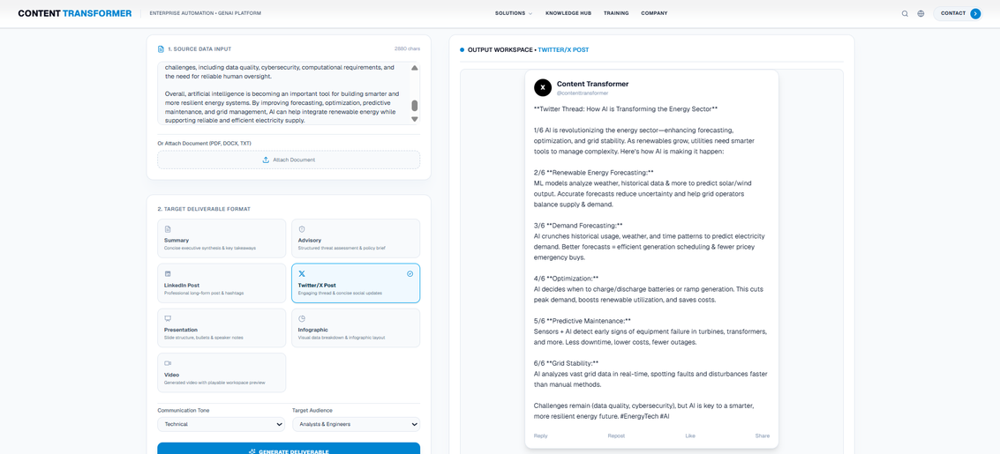 CONTENT TRANSFORMER
ENTERPRISE AUTOMATION • GENAI PLATFORM
SOLUTIONS
KNOWLEDGE HUB
TRAINING
COMPANY
CONTACT
1. SOURCE DATA INPUT
2880 chars
challenges, including data quality, cybersecurity, computational requirements, and
the need for reliable human oversight.
Overall, artificial intelligence is becoming an important tool for building smarter and
more resilient energy systems. By improving forecasting, optimization, predictive
maintenance, and grid management, AI can help integrate renewable energy while
supporting reliable and efficient electricity supply.
Or Attach Document (PDF, DOCX, TXT)
Attach Document
2. TARGET DELIVERABLE FORMAT
Summary
Concise executive synthesis & key takeaways
Advisory
Structured threat assessment & policy brief
LinkedIn Post
Professional long-form post & hashtags
Twitter/X Post
Engaging thread & concise social updates
Presentation
Slide structure, bullets & speaker notes
Infographic
Visual data breakdown & infographic layout
Video
Generated video with playable workspace preview
Communication Tone
Target Audience
Technical
Analysts & Engineers
GENERATE DELIVERABLE
OUTPUT WORKSPACE • TWITTER/X POST
X
Content Transformer
@contenttransformer
**Twitter Thread: How AI is Transforming the Energy Sector**
1/6 AI is revolutionizing the energy sector—enhancing forecasting,
optimization, and grid stability. As renewables grow, utilities need smarter
tools to manage complexity. Here's how AI is making it happen:
2/6 **Renewable Energy Forecasting:**
ML models analyze weather, historical data & more to predict solar/wind
output. Accurate forecasts reduce uncertainty and help grid operators
balance supply & demand.
3/6 **Demand Forecasting:**
AI crunches historical usage, weather, and time patterns to predict electricity
demand. Better forecasts = efficient generation scheduling & fewer pricey
emergency buys.
4/6 **Optimization:**
AI decides when to charge/discharge batteries or ramp generation. This cuts
peak demand, boosts renewable utilization, and saves costs.
5/6 **Predictive Maintenance:**
Sensors + AI detect early signs of equipment failure in turbines, transformers,
and more. Less downtime, lower costs, fewer outages.
6/6 **Grid Stability:**
AI analyzes vast grid data in real-time, spotting faults and disturbances faster
than manual methods.
Challenges remain (data quality, cybersecurity), but AI is key to a smarter,
more resilient energy future. #EnergyTech #AI
Reply
Repost
Like
Share